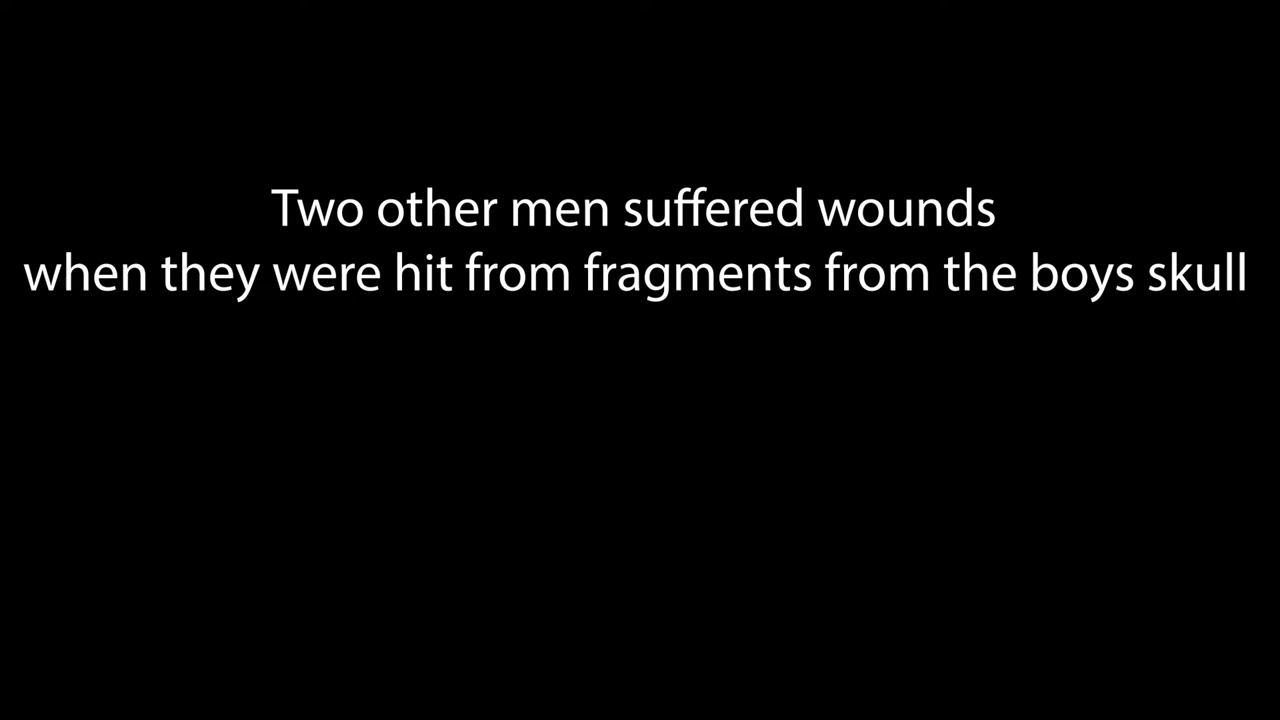 Two other men suffered wounds
when they were hit from fragments from the boys skull